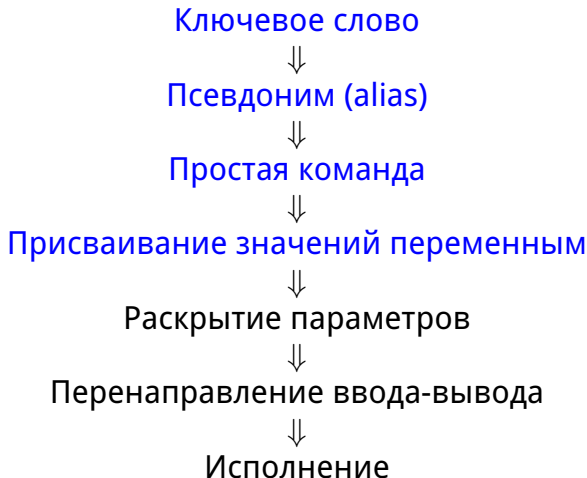 Ключевое слово
⇓
Псевдоним (alias)
⇓
Простая команда
⇓
Присваивание значений переменным
⇓
Раскрытие параметров
⇓
Перенаправление ввода-вывода
⇓
Исполнение